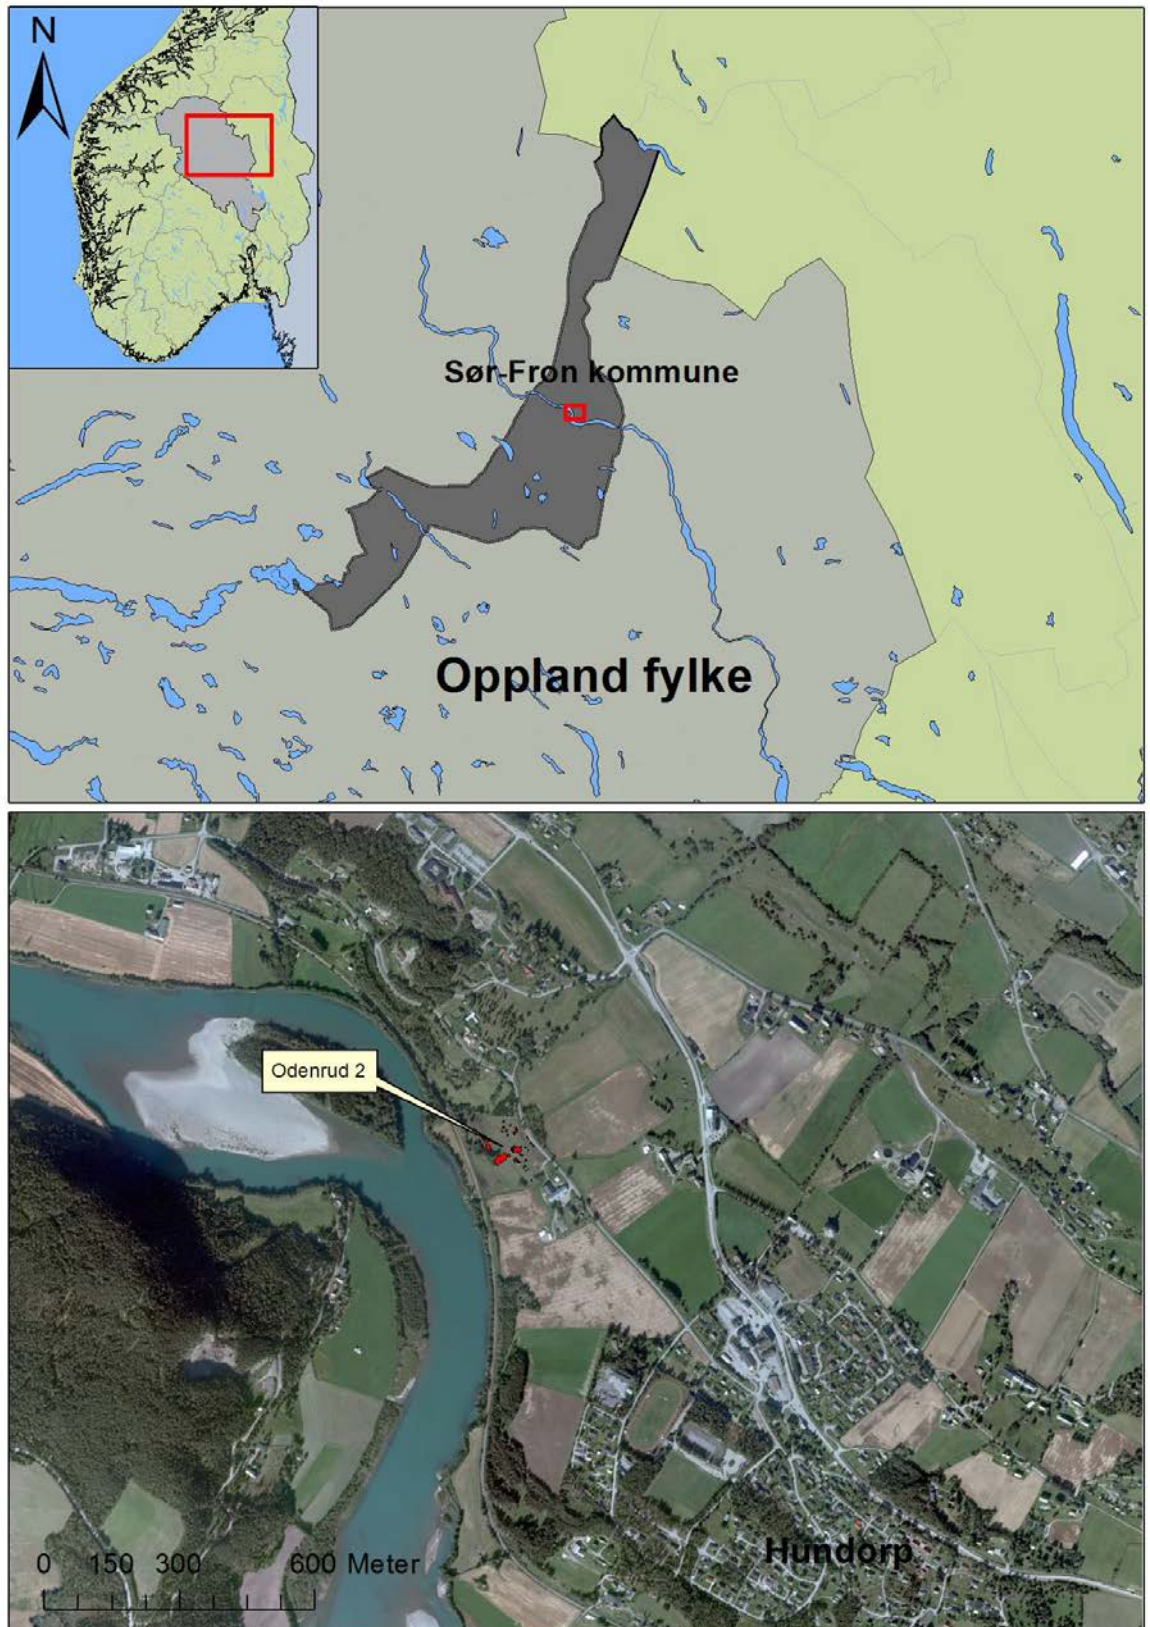 N
Sør-Fron kommune
Oppland fylke
Odenrud 2
Hundorp
0 150 300 600 Meter